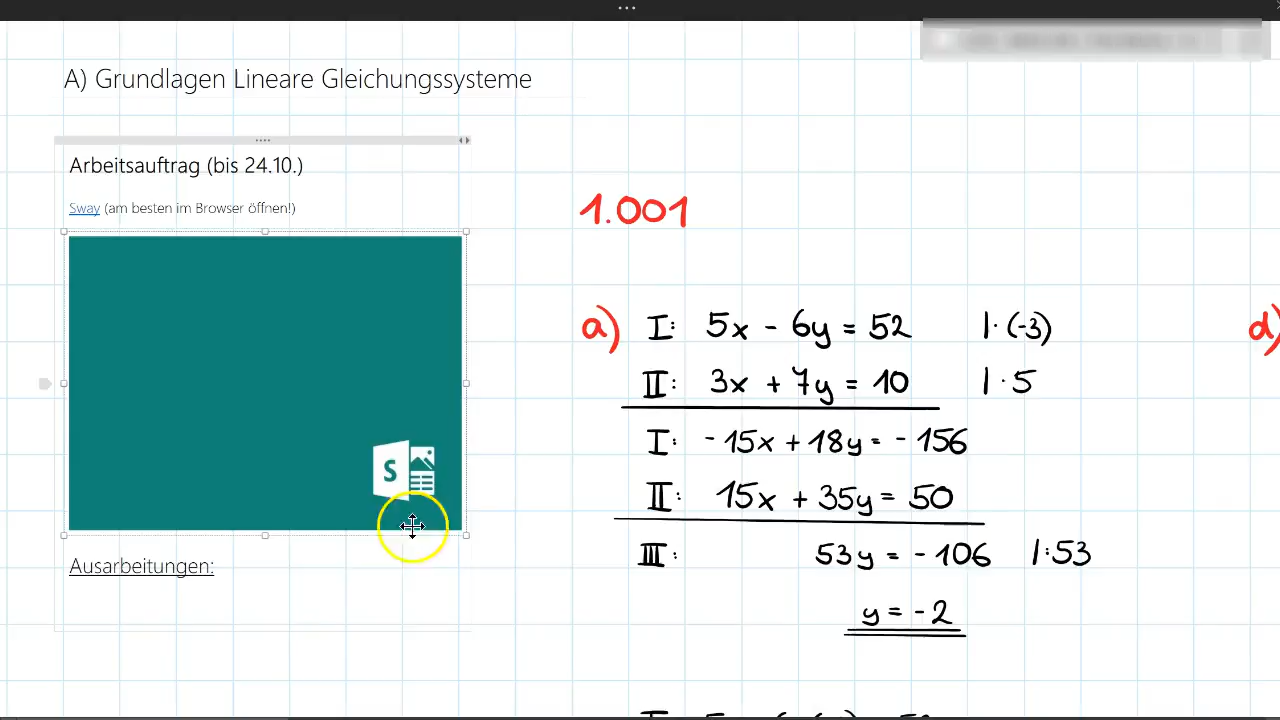 A) Grundlagen Lineare Gleichungssysteme
Arbeitsauftrag (bis 24.10.)
Sway (am besten im Browser öffnen!)
S
Ausarbeitungen:
1.001
a) I: 5x - 6y = 52 |· (-3)
II: 3x + 7y = 10 |· 5
I: -15x + 18y = -156
II: 15x + 35y = 50
III: 53y = -106 |:53
y = -2
d)